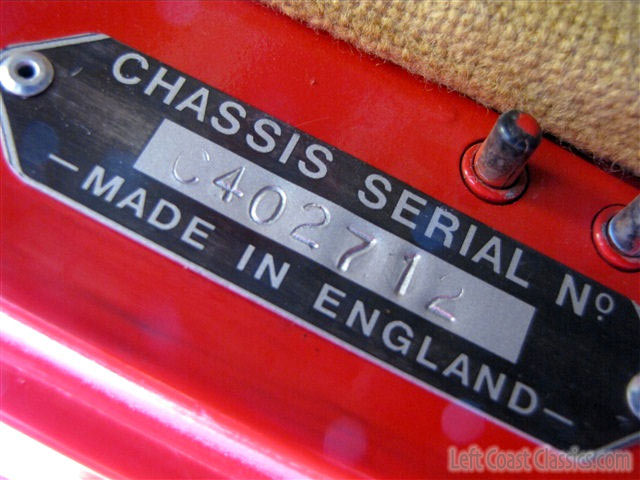 CHASSIS SERIAL Nº
C402712
—MADE IN ENGLAND—
Left Coast Classics.com